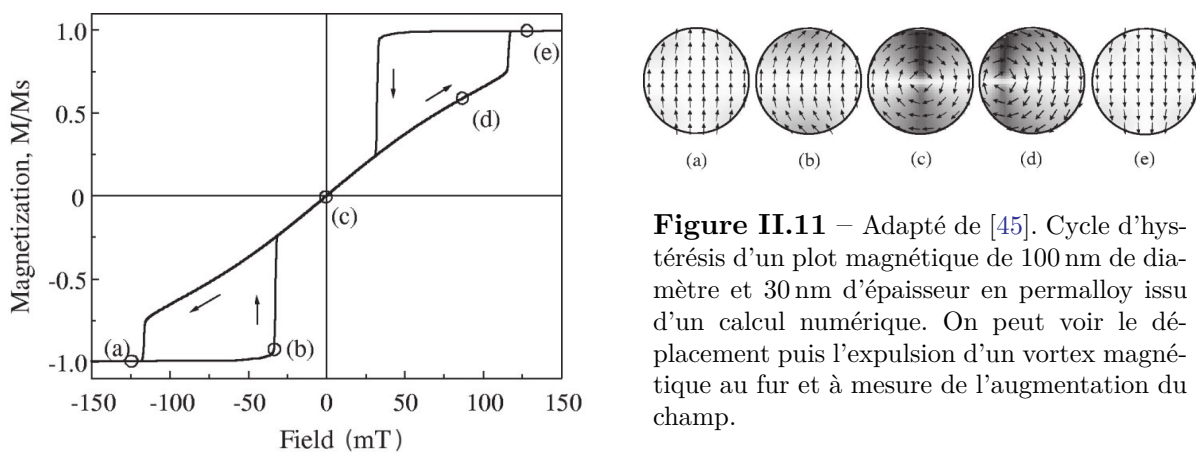 Magnetization, M/Ms
1.0
0.5
0
-0.5
-1.0
(a)
(b)
(c)
(d)
(e)
-150 -100 -50 0 50 100 150
Field (mT)
(a) (b) (c) (d) (e)
Figure II.11 – Adapté de [45]. Cycle d'hys-
térésis d'un plot magnétique de 100 nm de dia-
mètre et 30 nm d'épaisseur en permalloy issu
d'un calcul numérique. On peut voir le dé-
placement puis l'expulsion d'un vortex magné-
tique au fur et à mesure de l'augmentation du
champ.